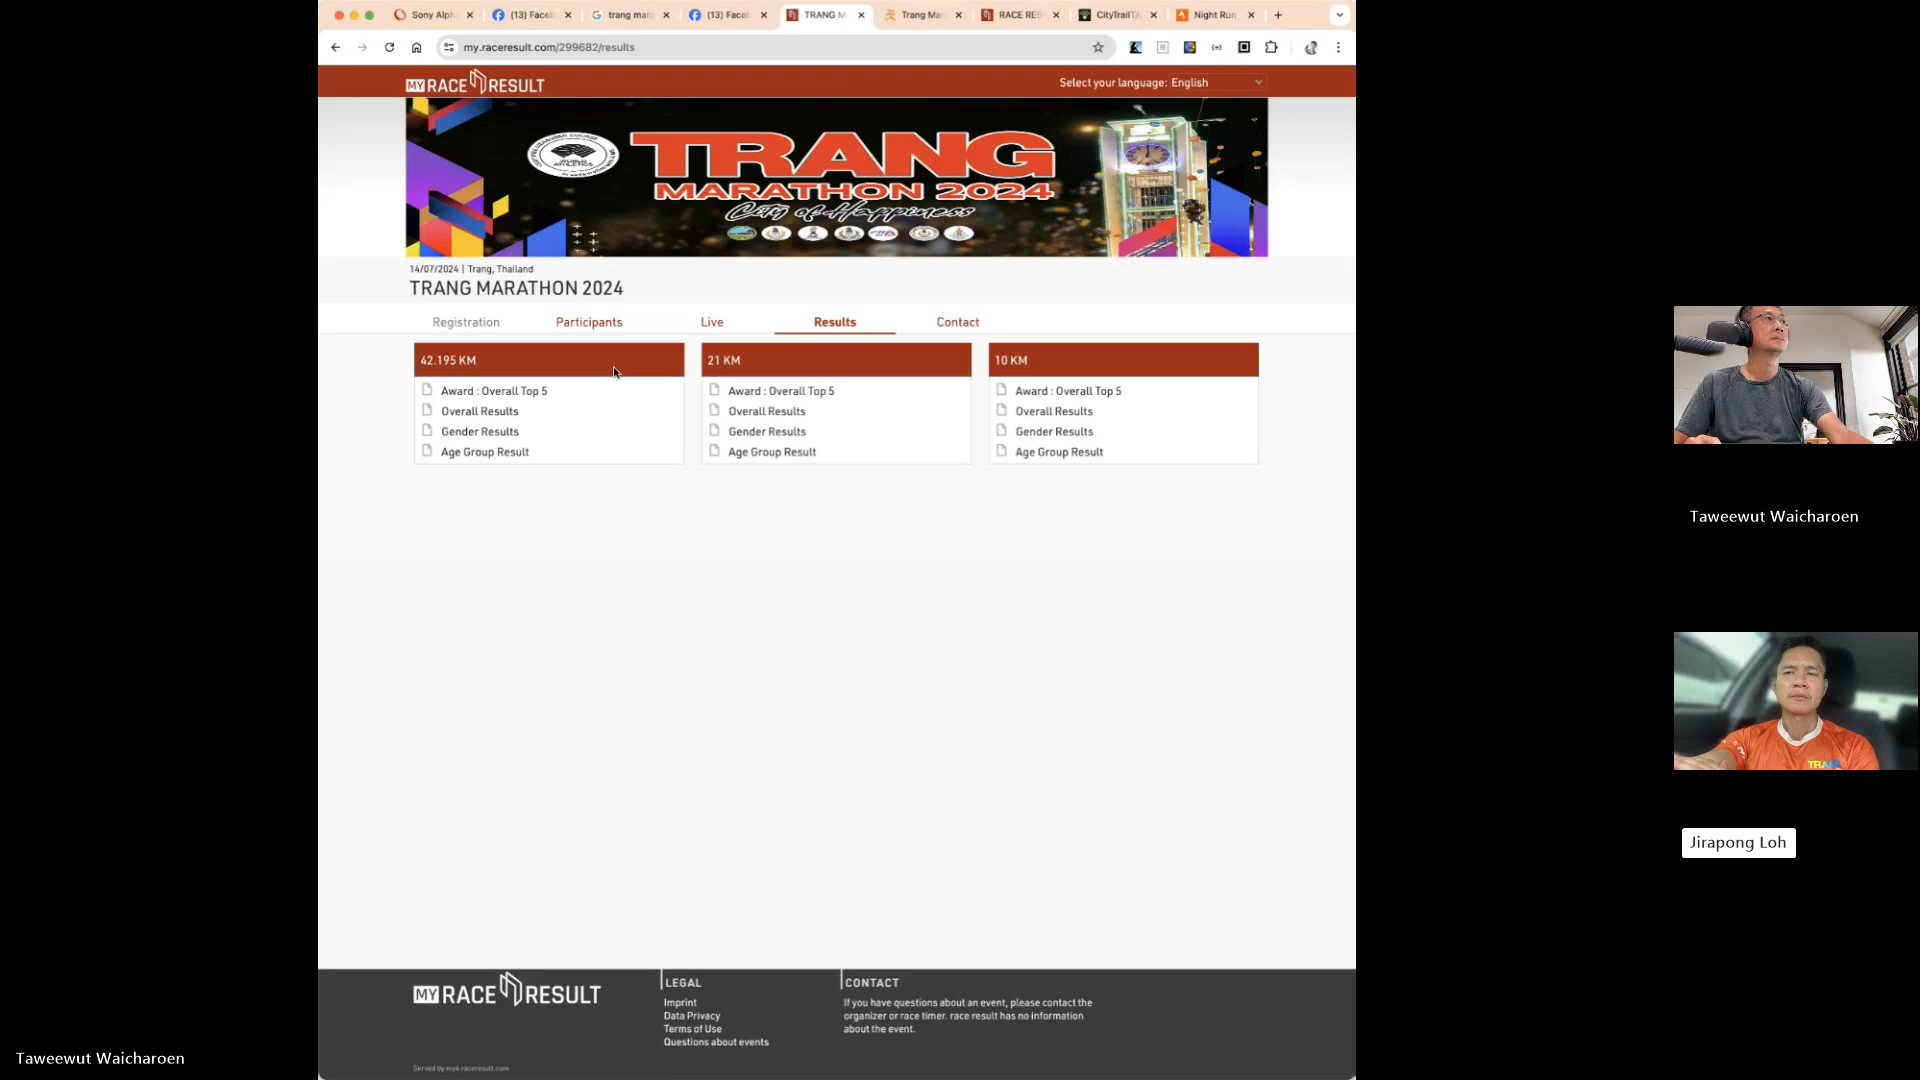 Sony Alph
(13) Faceb
trang mara
(13) Faceb
TRANG M
Trang Mar
RACE RES
CityTrailTA
Night Run
my.raceresult.com/299682/results
MY RACE RESULT
Select your language: English
WORLD ATHLETICS
TRANG
MARATHON 2024
City of Happiness
14/07/2024 | Trang, Thailand
TRANG MARATHON 2024
Registration
Participants
Live
Results
Contact
42.195 KM
Award : Overall Top 5
Overall Results
Gender Results
Age Group Result
21 KM
Award : Overall Top 5
Overall Results
Gender Results
Age Group Result
10 KM
Award : Overall Top 5
Overall Results
Gender Results
Age Group Result
MY RACE RESULT
LEGAL
Imprint
Data Privacy
Terms of Use
Questions about events
CONTACT
If you have questions about an event, please contact the
organizer or race timer. race result has no information
about the event.
Served by my4.raceresult.com
Taweewut Waicharoen
TRANG
Jirapong Loh
Taweewut Waicharoen